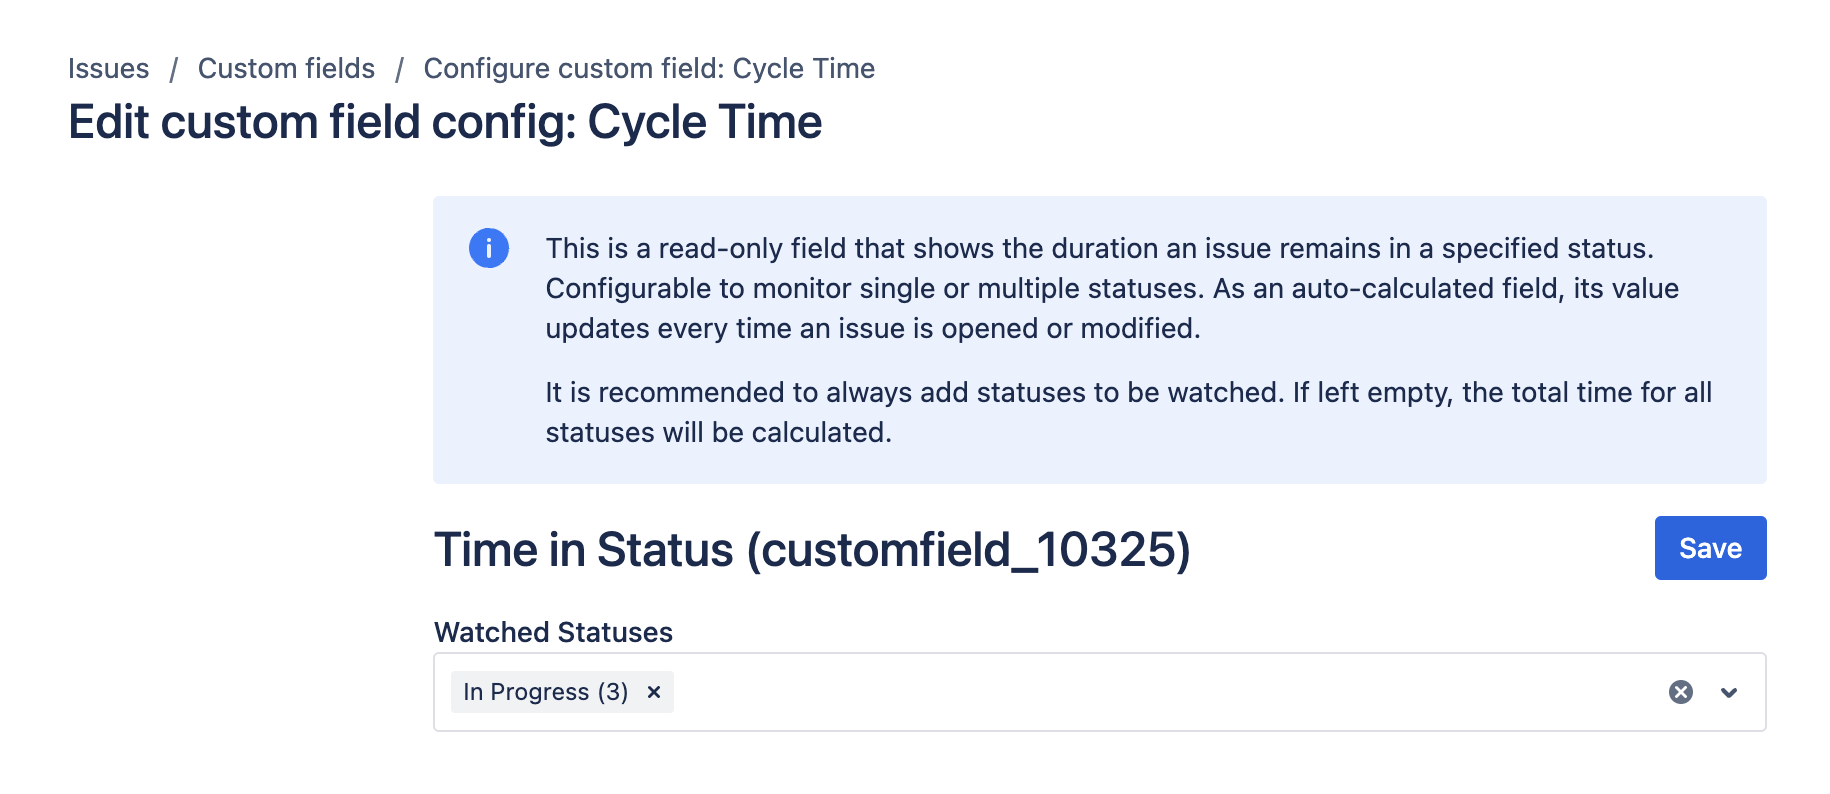 Issues / Custom fields / Configure custom field: Cycle Time
Edit custom field config: Cycle Time
This is a read-only field that shows the duration an issue remains in a specified status.
Configurable to monitor single or multiple statuses. As an auto-calculated field, its value
updates every time an issue is opened or modified.
It is recommended to always add statuses to be watched. If left empty, the total time for all
statuses will be calculated.
Time in Status (customfield_10325)
Save
Watched Statuses
In Progress (3)